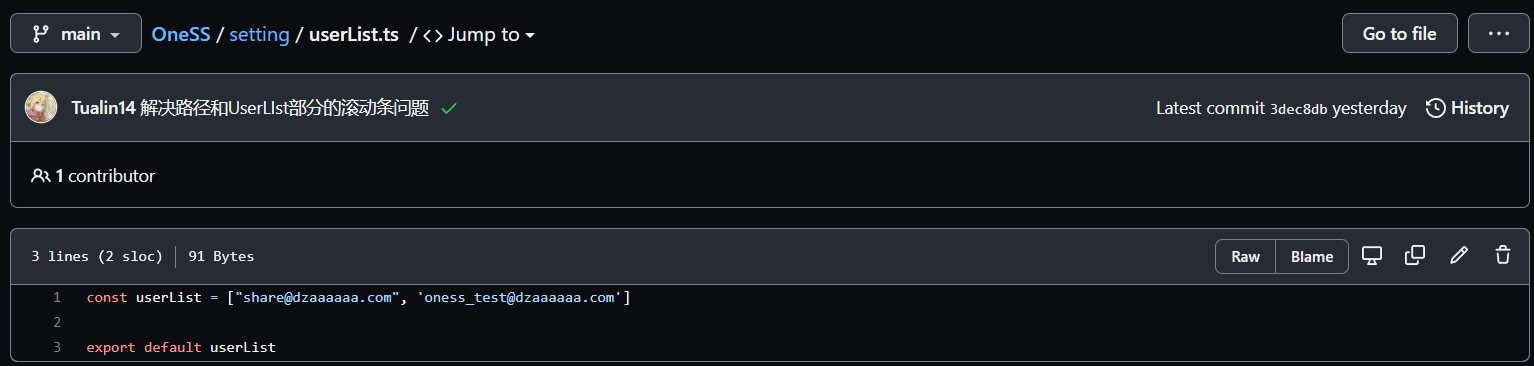 main OneSS / setting / userList.ts / <> Jump to Go to file ...
Tualin14 解决路径和UserLIst部分的滚动条问题 Latest commit 3dec8db yesterday History
1 contributor
3 lines (2 sloc) 91 Bytes Raw Blame
1 const userList = ["share@dzaaaaaa.com", 'oness_test@dzaaaaaa.com']
2
3 export default userList